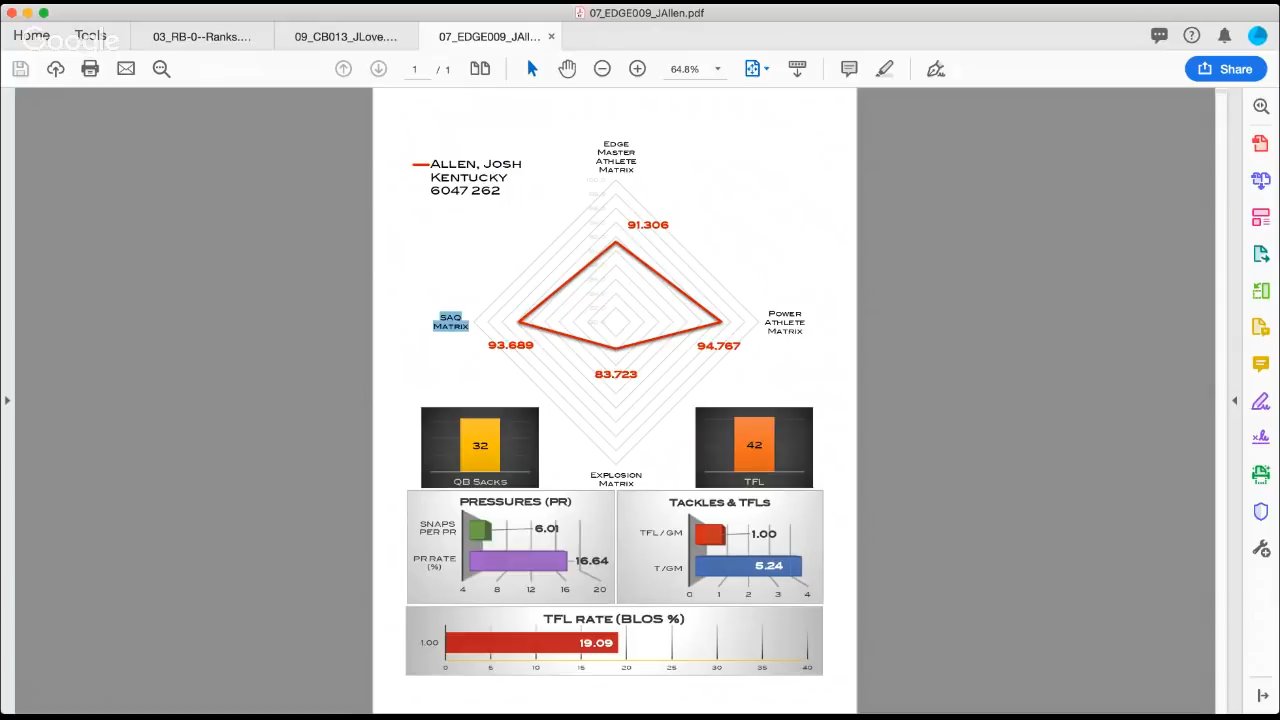 07_EDGE009_JAllen.pdf
Home Tools 03_RB-0--Ranks.... 09_CB013_JLove.... 07_EDGE009_JAll... ×
Google
1 / 1 64.8% Share
EDGE
MASTER
ATHLETE
MATRIX
ALLEN, JOSH
KENTUCKY
6047 262
91.306
SAQ
MATRIX
POWER
ATHLETE
MATRIX
93.689
94.767
83.723
32
QB SACKS
42
TFL
EXPLOSION
MATRIX
PRESSURES (PR)
SNAPS
PER PR
6.01
PR RATE
(%)
16.64
4 8 12 16 20
TACKLES & TFLS
TFL / GM
1.00
T/GM
5.24
0 1 2 3 4
TFL RATE (BLOS %)
1.00
19.09
0 5 10 15 20 25 30 35 40